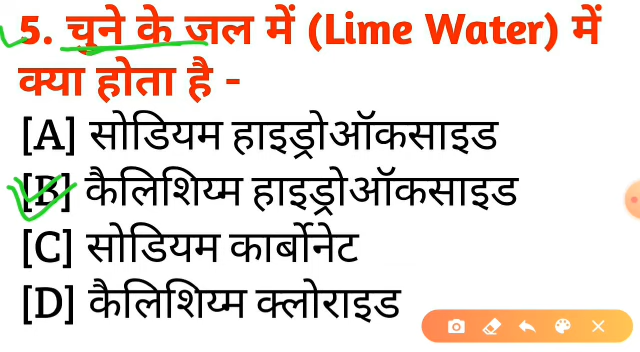 5. चुने के जल में (Lime Water) में
क्या होता है -
[A] सोडियम हाइड्रोऑकसाइड
[B] कैलिशिय्म हाइड्रोऑकसाइड
[C] सोडियम कार्बोनेट
[D] कैलिशिय्म क्लोराइड